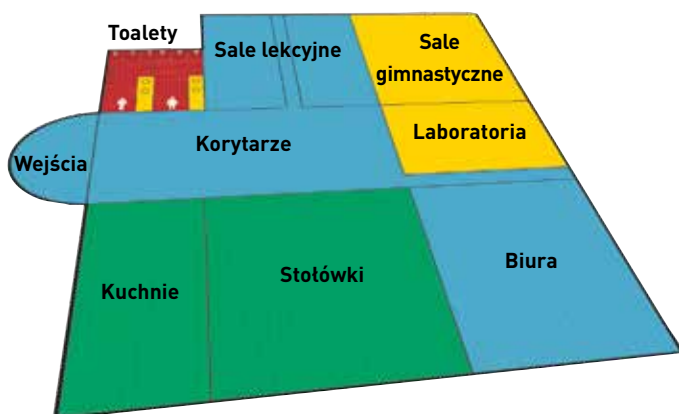 Toalety
Sale lekcyjne
Sale
gimnastyczne
Laboratoria
Korytarze
Wejścia
Kuchnie
Stołówki
Biura